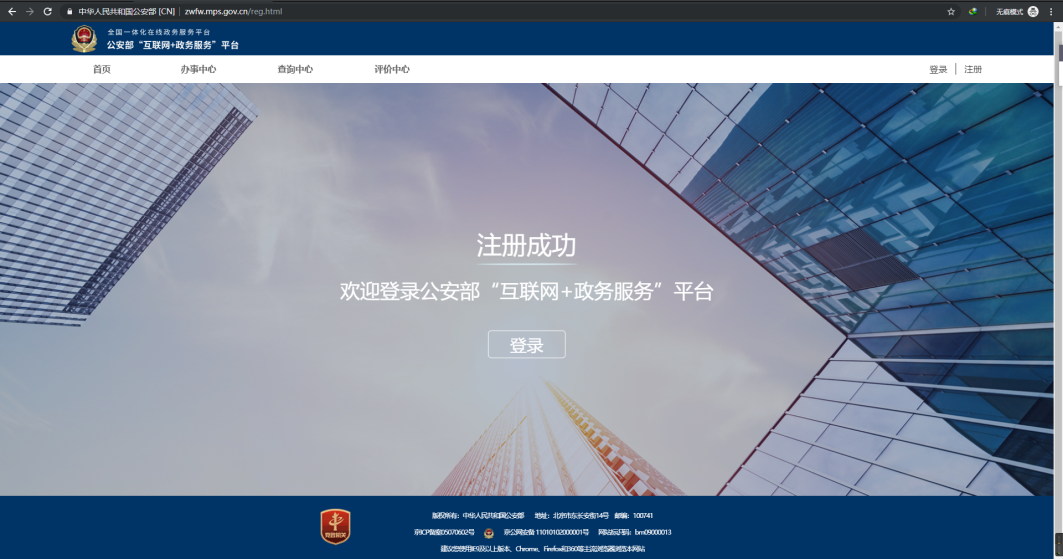 中华人民共和国公安部 [CN] | zwfw.mps.gov.cn/reg.html
无痕模式
全国一体化在线政务服务平台
公安部“互联网+政务服务”平台
首页 办事中心 查询中心 评价中心 登录 | 注册
注册成功
欢迎登录公安部“互联网+政务服务”平台
登录
版权所有：中华人民共和国公安部 地址：北京市东长安街14号 邮编：100741
京ICP备案05070602号 京公网安备 11010102000001号 网站标识码：bm09000013
建议您使用IE9及以上版本、Chrome、Firefox和360等主流浏览器浏览本网站
党政机关